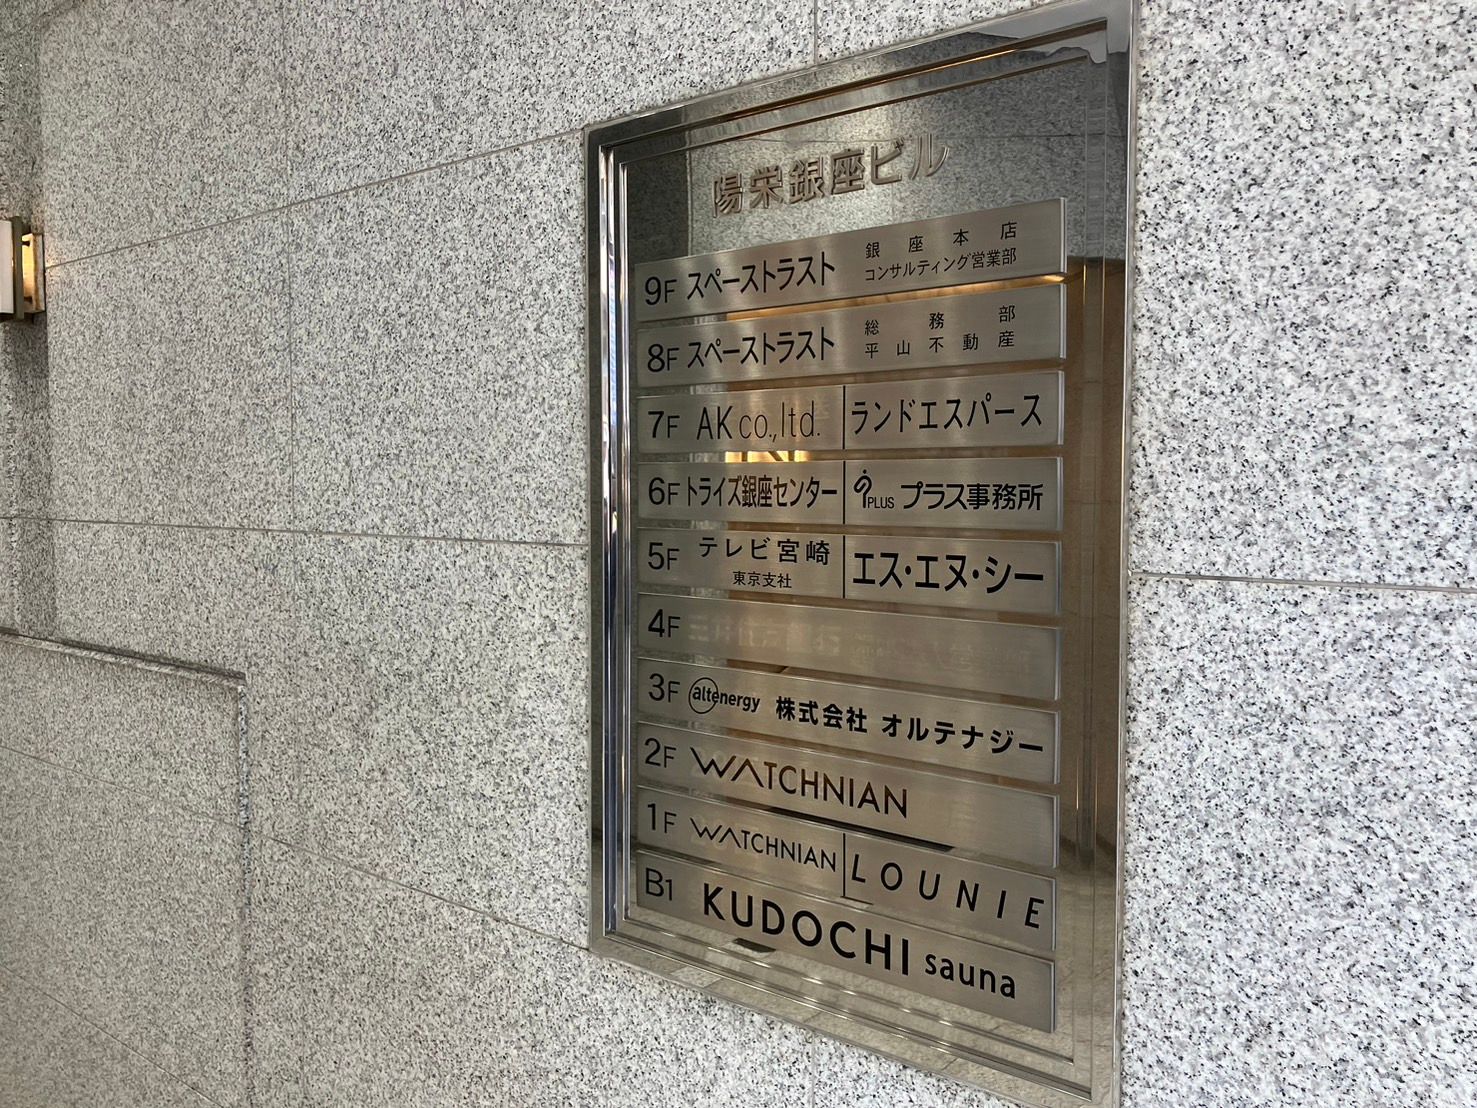 陽栄銀座ビル
9F スペーストラスト 銀座本店
コンサルティング営業部
8F スペーストラスト 総務部
平山不動産
7F AK co.,ltd. ランドエスパース
6F トライズ銀座センター PLUS プラス事務所
5F テレビ宮崎 エス・エヌ・シー
東京支社
4F
3F altenergy 株式会社 オルテナジー
2F WATCHNIAN
1F WATCHNIAN LOUNIE
B1 KUDOCHI sauna